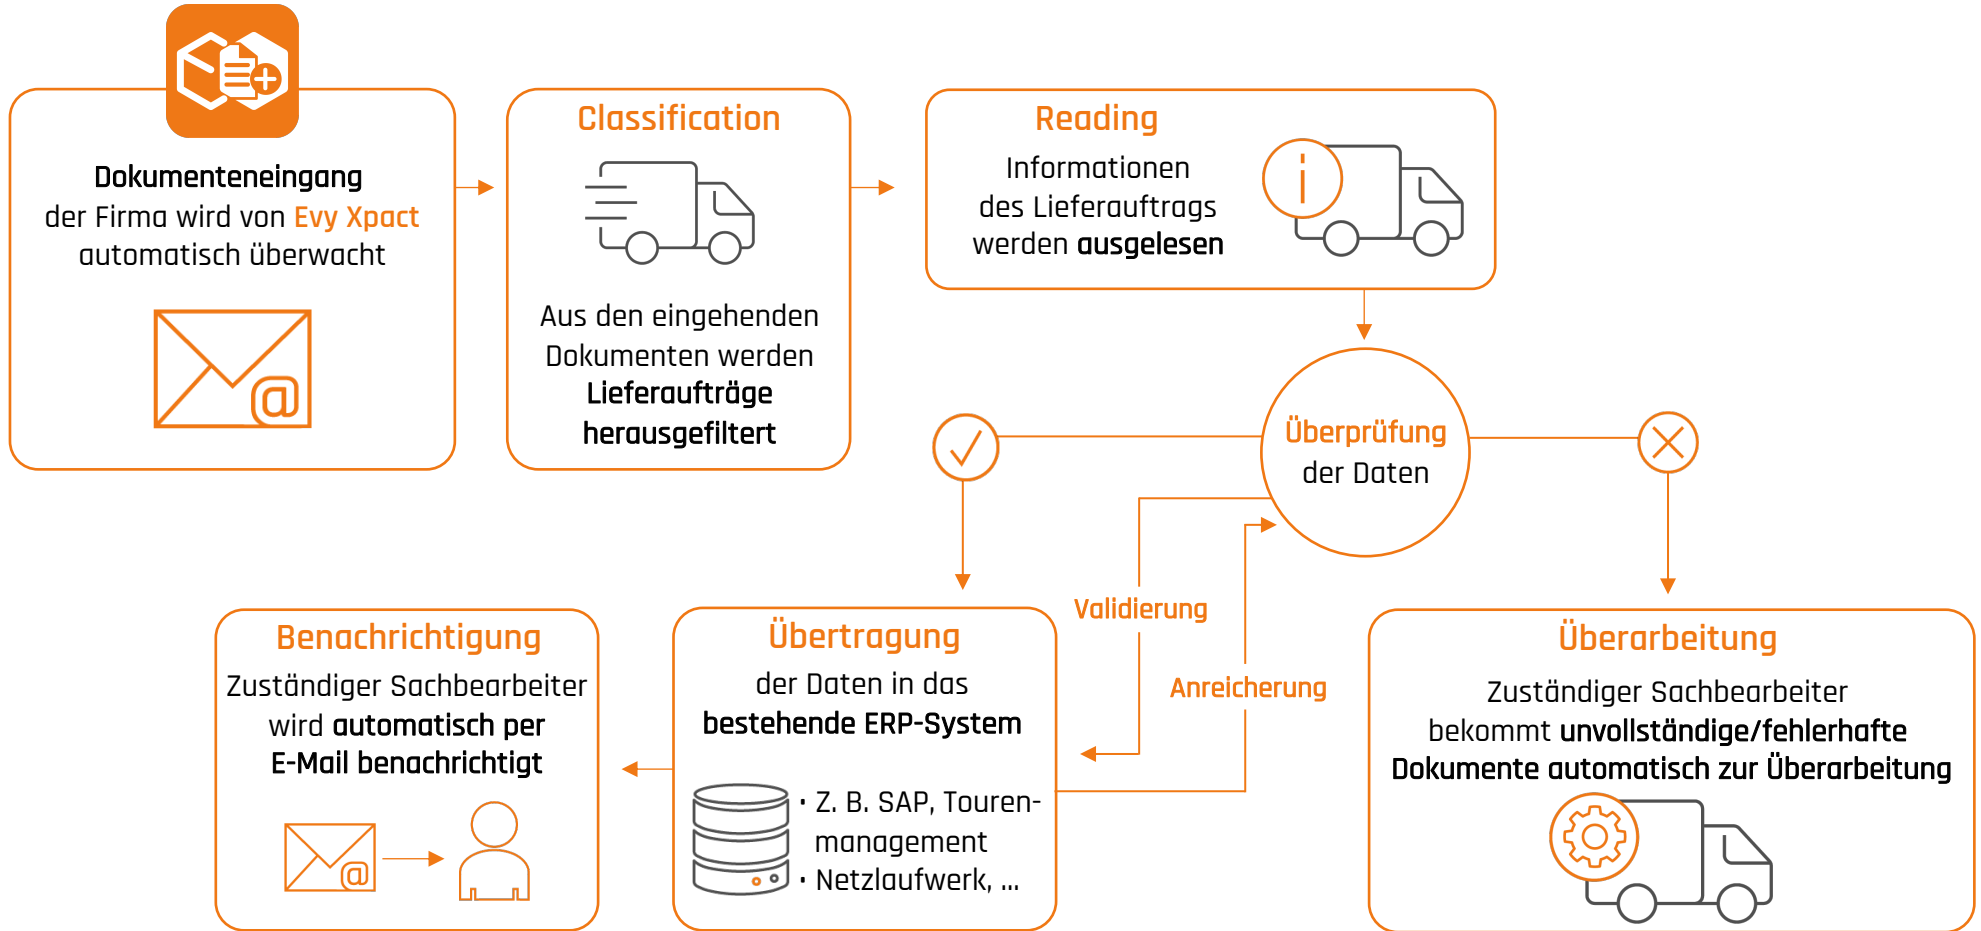 Dokumenteneingang
der Firma wird von Evy Xpact
automatisch überwacht
@
Classification
Aus den eingehenden
Dokumenten werden
Lieferaufträge
herausgefiltert
Reading
Informationen
des Lieferauftrags
werden ausgelesen
i
Überprüfung
der Daten
Validierung
Anreicherung
Benachrichtigung
Zuständiger Sachbearbeiter
wird automatisch per
E-Mail benachrichtigt
@
Übertragung
der Daten in das
bestehende ERP-System
· Z. B. SAP, Touren-
management
· Netzlaufwerk, ...
Überarbeitung
Zuständiger Sachbearbeiter
bekommt unvollständige/fehlerhafte
Dokumente automatisch zur Überarbeitung